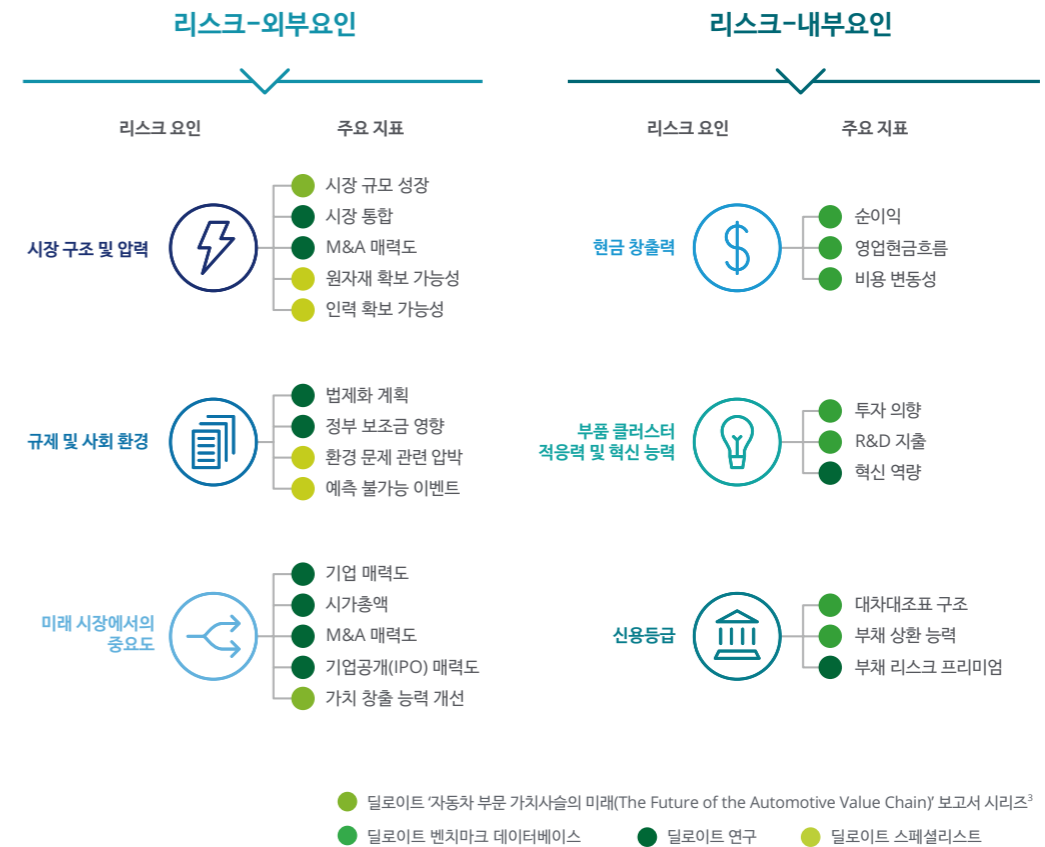 리스크-외부요인
리스크 요인
주요 지표
시장 구조 및 압력
시장 규모 성장
시장 통합
M&A 매력도
원자재 확보 가능성
인력 확보 가능성
규제 및 사회 환경
법제화 계획
정부 보조금 영향
환경 문제 관련 압박
예측 불가능 이벤트
미래 시장에서의
중요도
기업 매력도
시가총액
M&A 매력도
기업공개(IPO) 매력도
가치 창출 능력 개선
리스크-내부요인
리스크 요인
주요 지표
현금 창출력
순이익
영업현금흐름
비용 변동성
부품 클러스터
적응력 및 혁신 능력
투자 의향
R&D 지출
혁신 역량
신용등급
대차대조표 구조
부채 상환 능력
부채 리스크 프리미엄
딜로이트 ‘자동차 부문 가치사슬의 미래(The Future of the Automotive Value Chain)’ 보고서 시리즈³
딜로이트 벤치마크 데이터베이스
딜로이트 연구
딜로이트 스페셜리스트